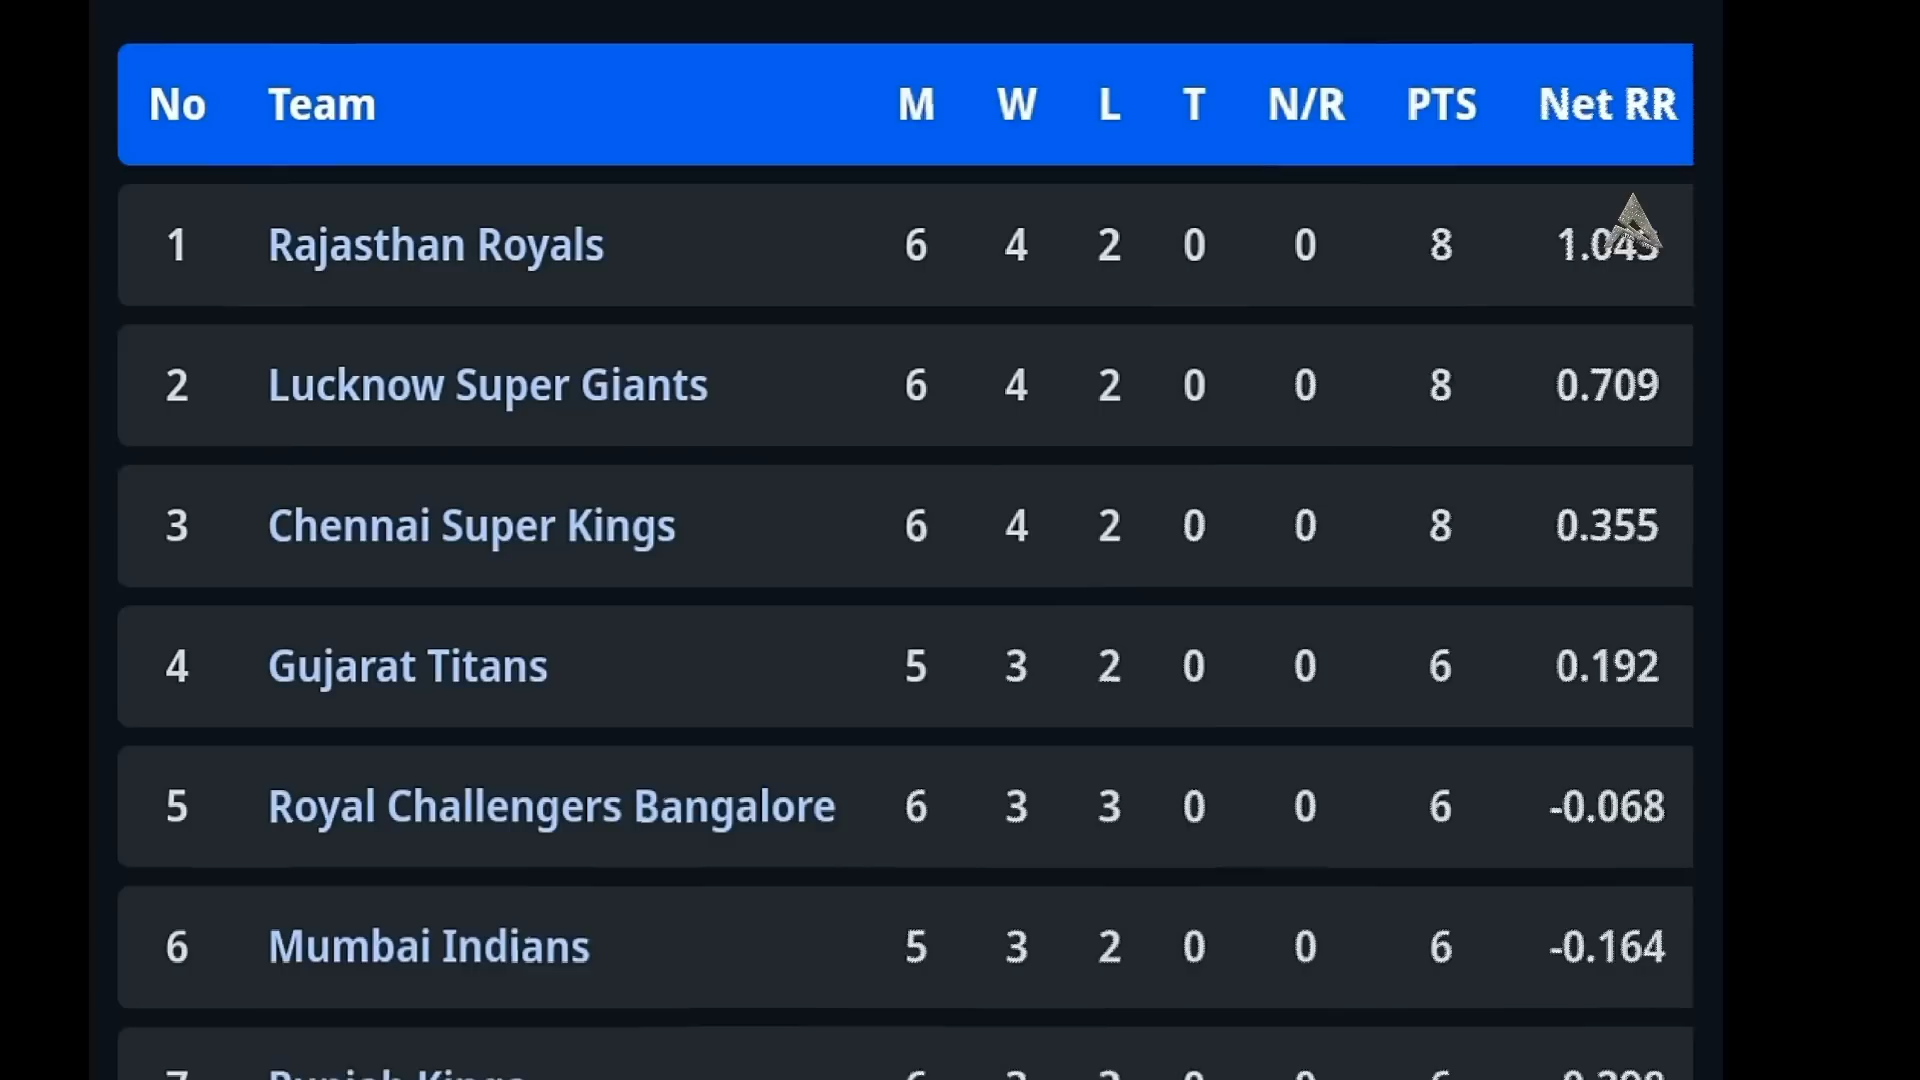 No Team M W L T N/R PTS Net RR
1 Rajasthan Royals 6 4 2 0 0 8 1.043
2 Lucknow Super Giants 6 4 2 0 0 8 0.709
3 Chennai Super Kings 6 4 2 0 0 8 0.355
4 Gujarat Titans 5 3 2 0 0 6 0.192
5 Royal Challengers Bangalore 6 3 3 0 0 6 -0.068
6 Mumbai Indians 5 3 2 0 0 6 -0.164